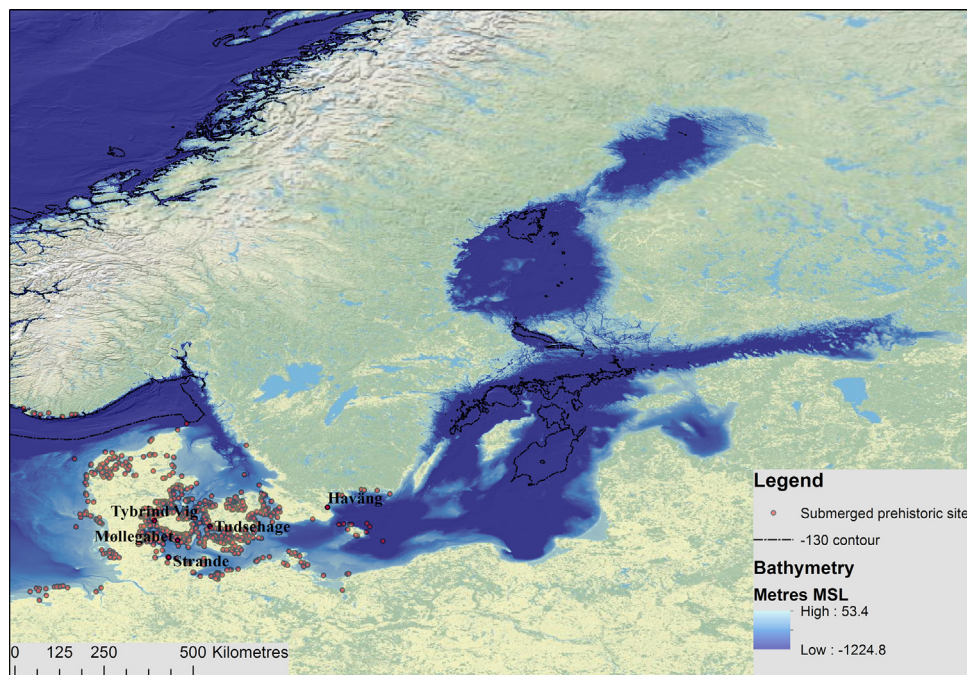 Haväng
Tybrind Vig
Tudsehage
Møllegabet
Strande
Legend
Submerged prehistoric site
-130 contour
Bathymetry
Metres MSL
High : 53.4
Low : -1224.8
0 125 250 500 Kilometres